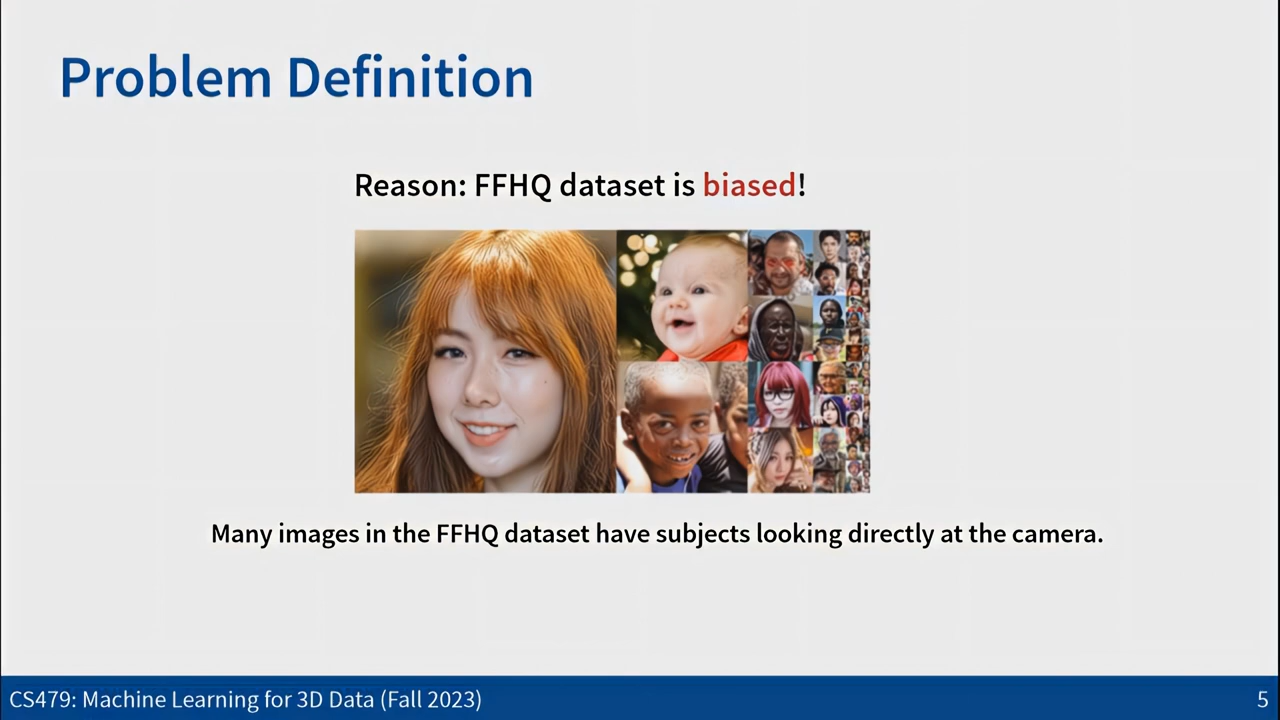 Problem Definition
Reason: FFHQ dataset is biased!
Many images in the FFHQ dataset have subjects looking directly at the camera.
CS479: Machine Learning for 3D Data (Fall 2023)
5